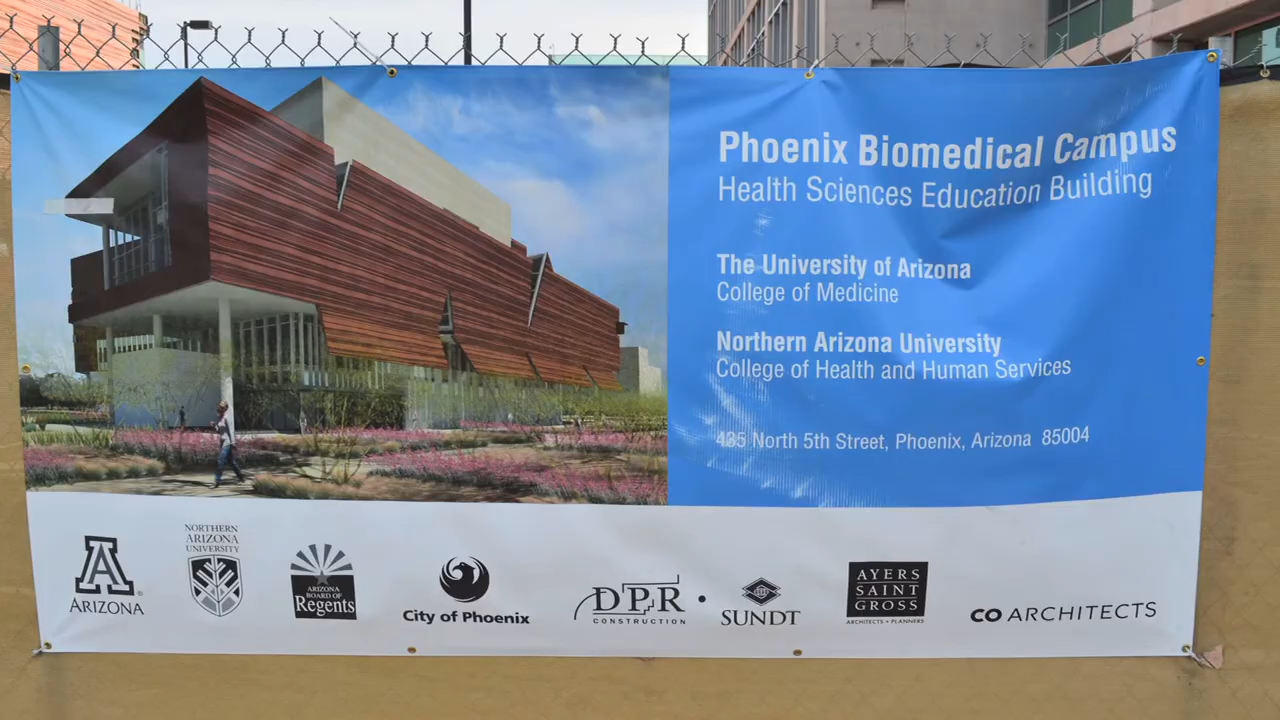 Phoenix Biomedical Campus
Health Sciences Education Building
The University of Arizona
College of Medicine
Northern Arizona University
College of Health and Human Services
435 North 5th Street, Phoenix, Arizona 85004
A
ARIZONA
NORTHERN
ARIZONA
UNIVERSITY
ARIZONA
BOARD OF
Regents
City of Phoenix
DPR
CONSTRUCTION
SUNDT
AYERS
SAINT
GROSS
ARCHITECTS + PLANNERS
CO ARCHITECTS